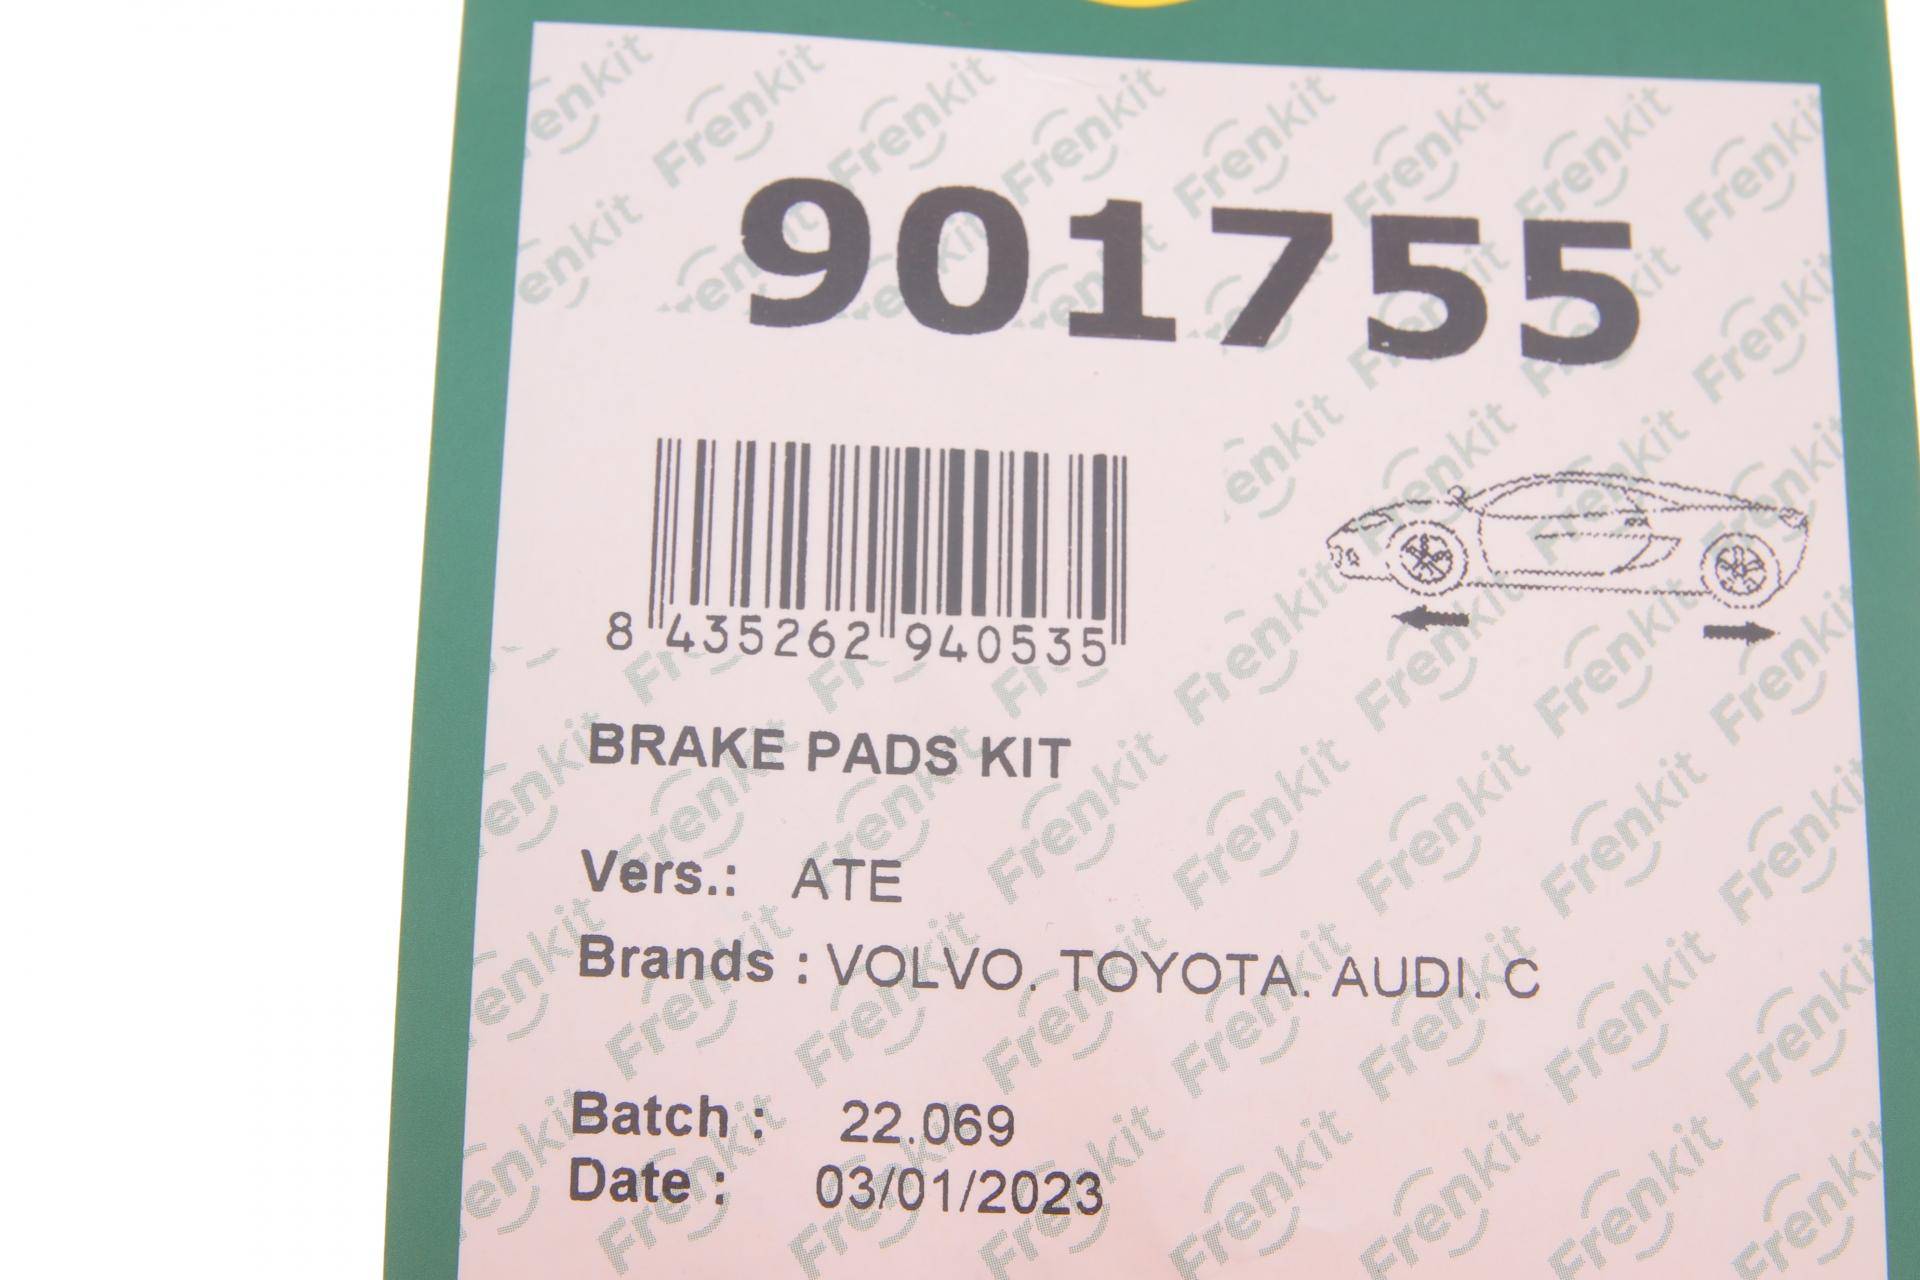 901755
8 435262 940535
BRAKE PADS KIT
Vers.: ATE
Brands : VOLVO. TOYOTA. AUDI. C
Batch : 22.069
Date : 03/01/2023
Frenkit